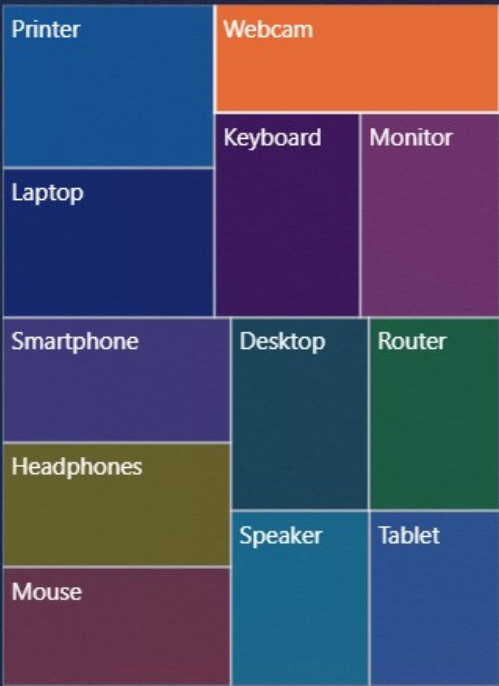 Printer
Webcam
Keyboard
Monitor
Laptop
Smartphone
Desktop
Router
Headphones
Speaker
Tablet
Mouse